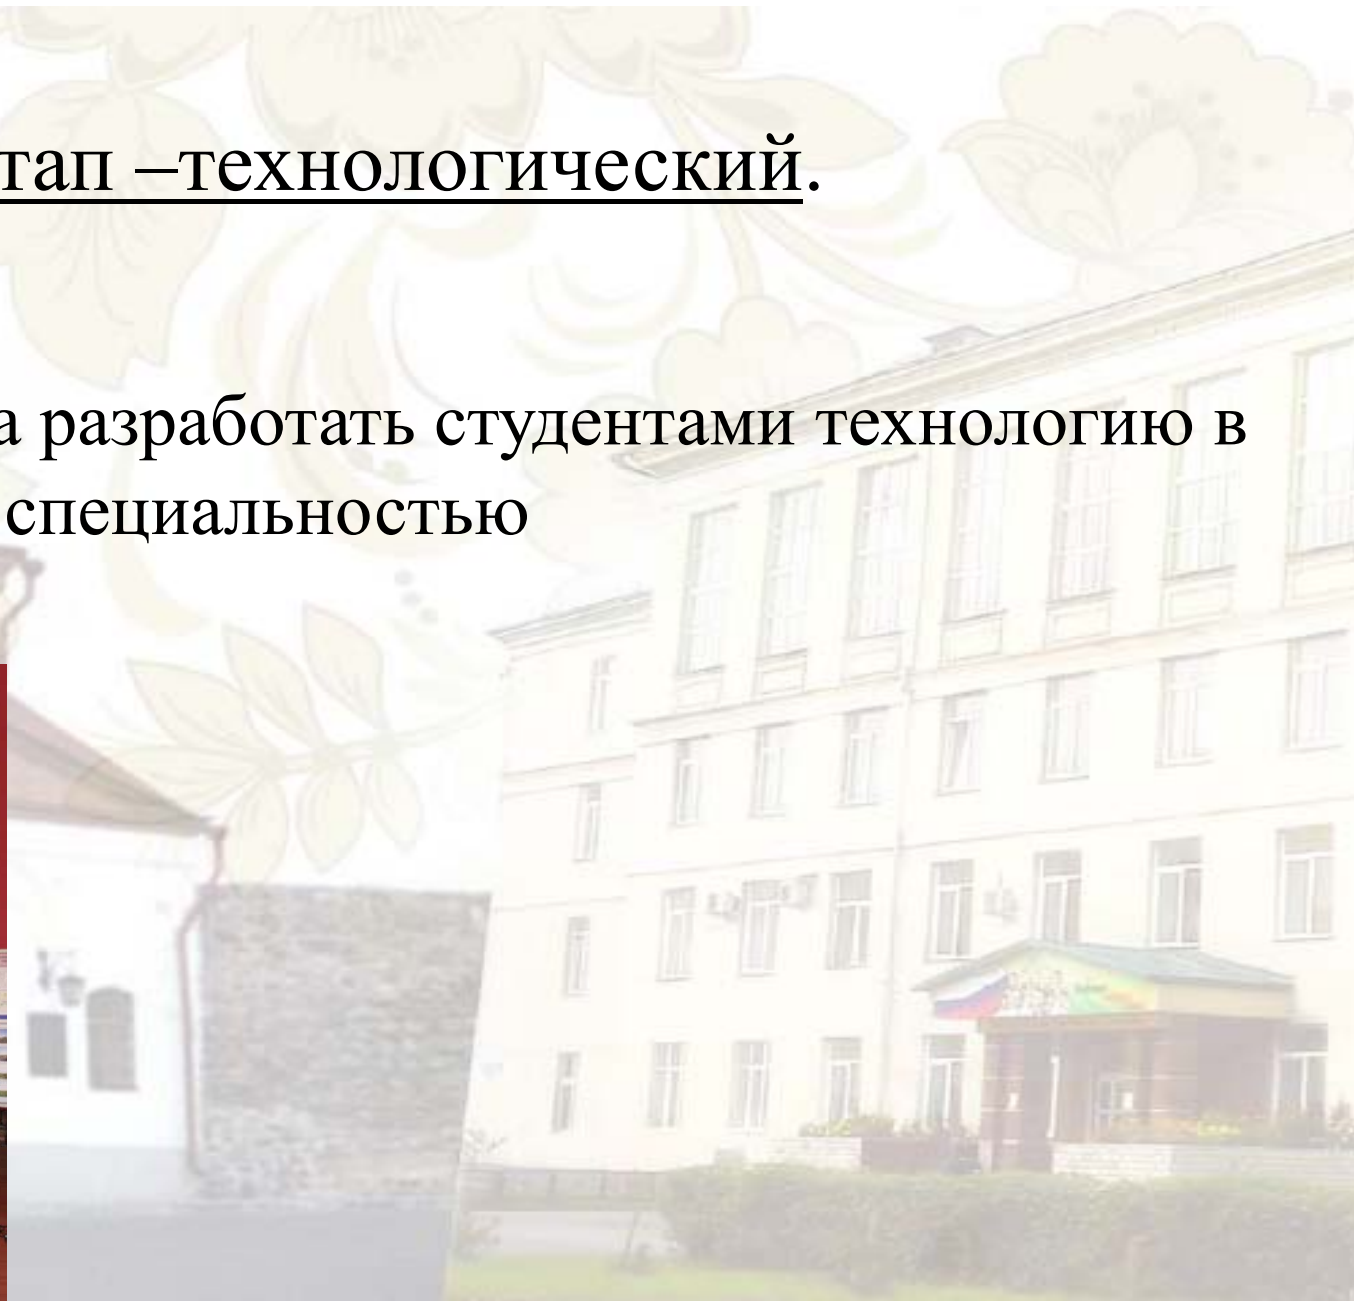 тап –технологический.
а разработать студентами технологию в
специальностью